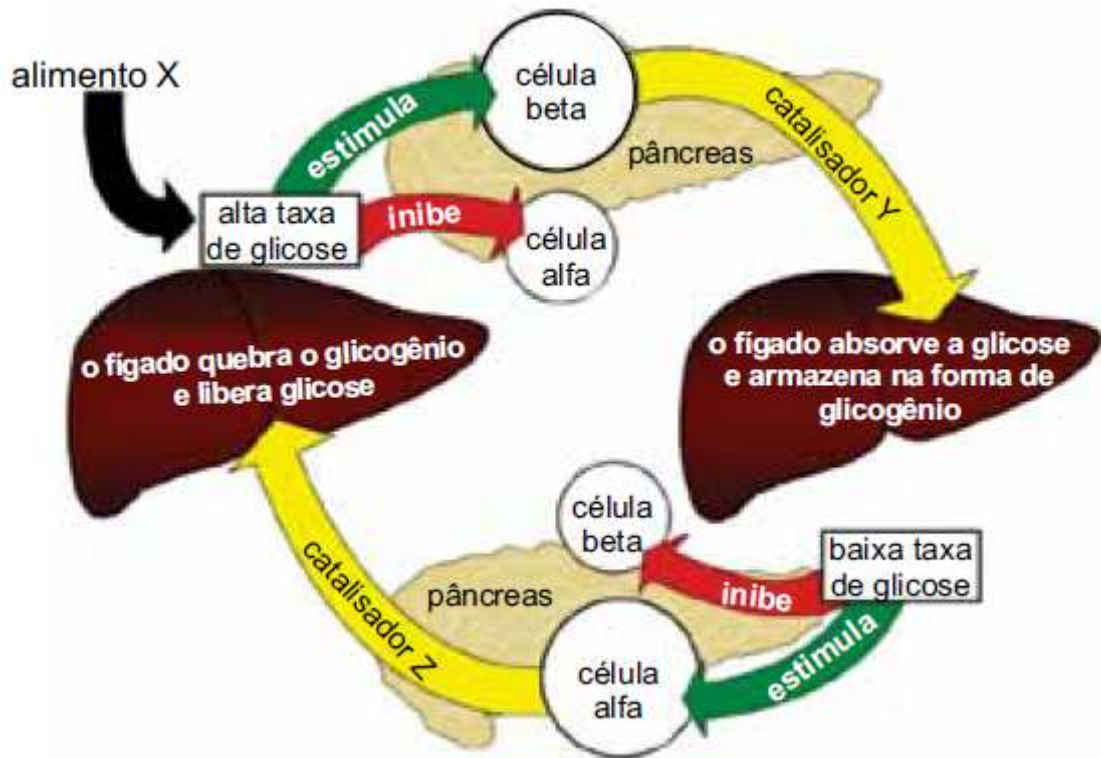 alimento X
estimula
célula
beta
catalisador Y
pâncreas
alta taxa
de glicose
inibe
célula
alfa
o fígado quebra o glicogênio
e libera glicose
o fígado absorve a glicose
e armazena na forma de
glicogênio
catalisador Z
pâncreas
célula
beta
inibe
baixa taxa
de glicose
célula
alfa
estimula